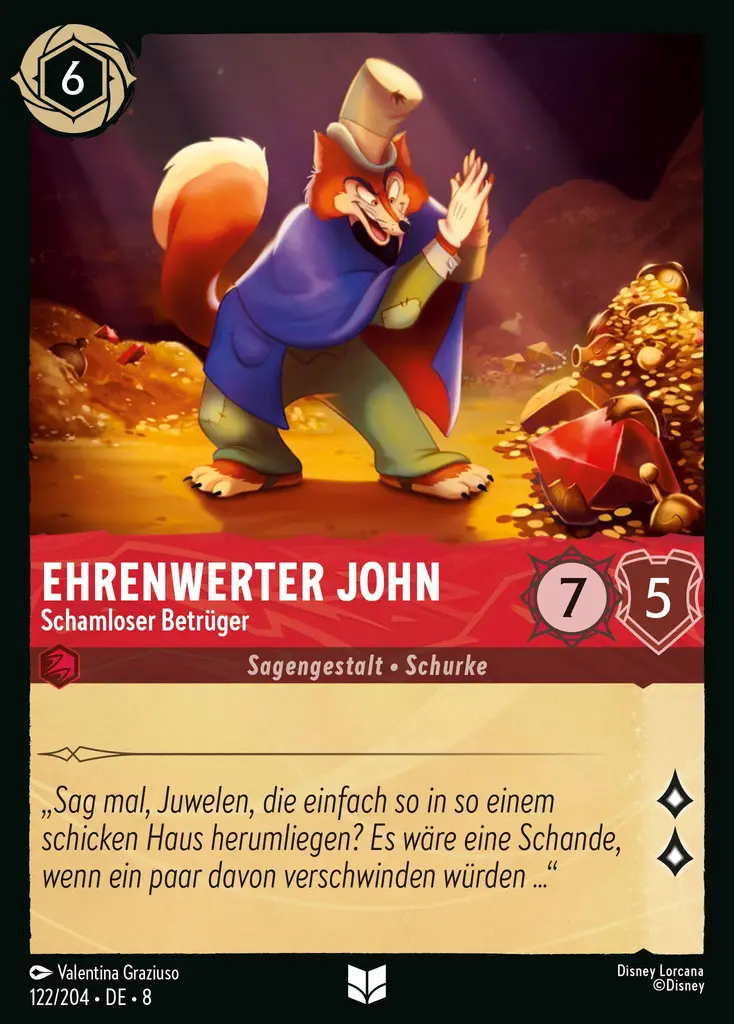 6
EHRENWERTER JOHN
Schamloser Betrüger
7
5
Sagengestalt • Schurke
„Sag mal, Juwelen, die einfach so in so einem
schicken Haus herumliegen? Es wäre eine Schande,
wenn ein paar davon verschwinden würden ...“
Valentina Graziuso
122/204 • DE • 8
Disney Lorcana
©Disney